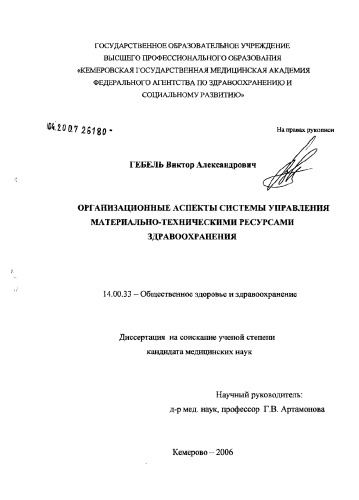 ГОСУДАРСТВЕННОЕ ОБРАЗОВАТЕЛЬНОЕ УЧРЕЖДЕНИЕ
ВЫСШЕГО ПРОФЕССИОНАЛЬНОГО ОБРАЗОВАНИЯ
«КЕМЕРОВСКАЯ ГОСУДАРСТВЕННАЯ МЕДИЦИНСКАЯ АКАДЕМИЯ
ФЕДЕРАЛЬНОГО АГЕНТСТВА ПО ЗДРАВООХРАНЕНИЮ И
СОЦИАЛЬНОМУ РАЗВИТИЮ»
04.2007 26180-
На правах рукописи
ГЕБЕЛЬ Виктор Александрович
ОРГАНИЗАЦИОННЫЕ АСПЕКТЫ СИСТЕМЫ УПРАВЛЕНИЯ
МАТЕРИАЛЬНО-ТЕХНИЧЕСКИМИ РЕСУРСАМИ
ЗДРАВООХРАНЕНИЯ
14.00.33 – Общественное здоровье и здравоохранение
Диссертация на соискание ученой степени
кандидата медицинских наук
Научный руководитель:
д-р мед. наук, профессор Г.В. Артамонова
Кемерово – 2006